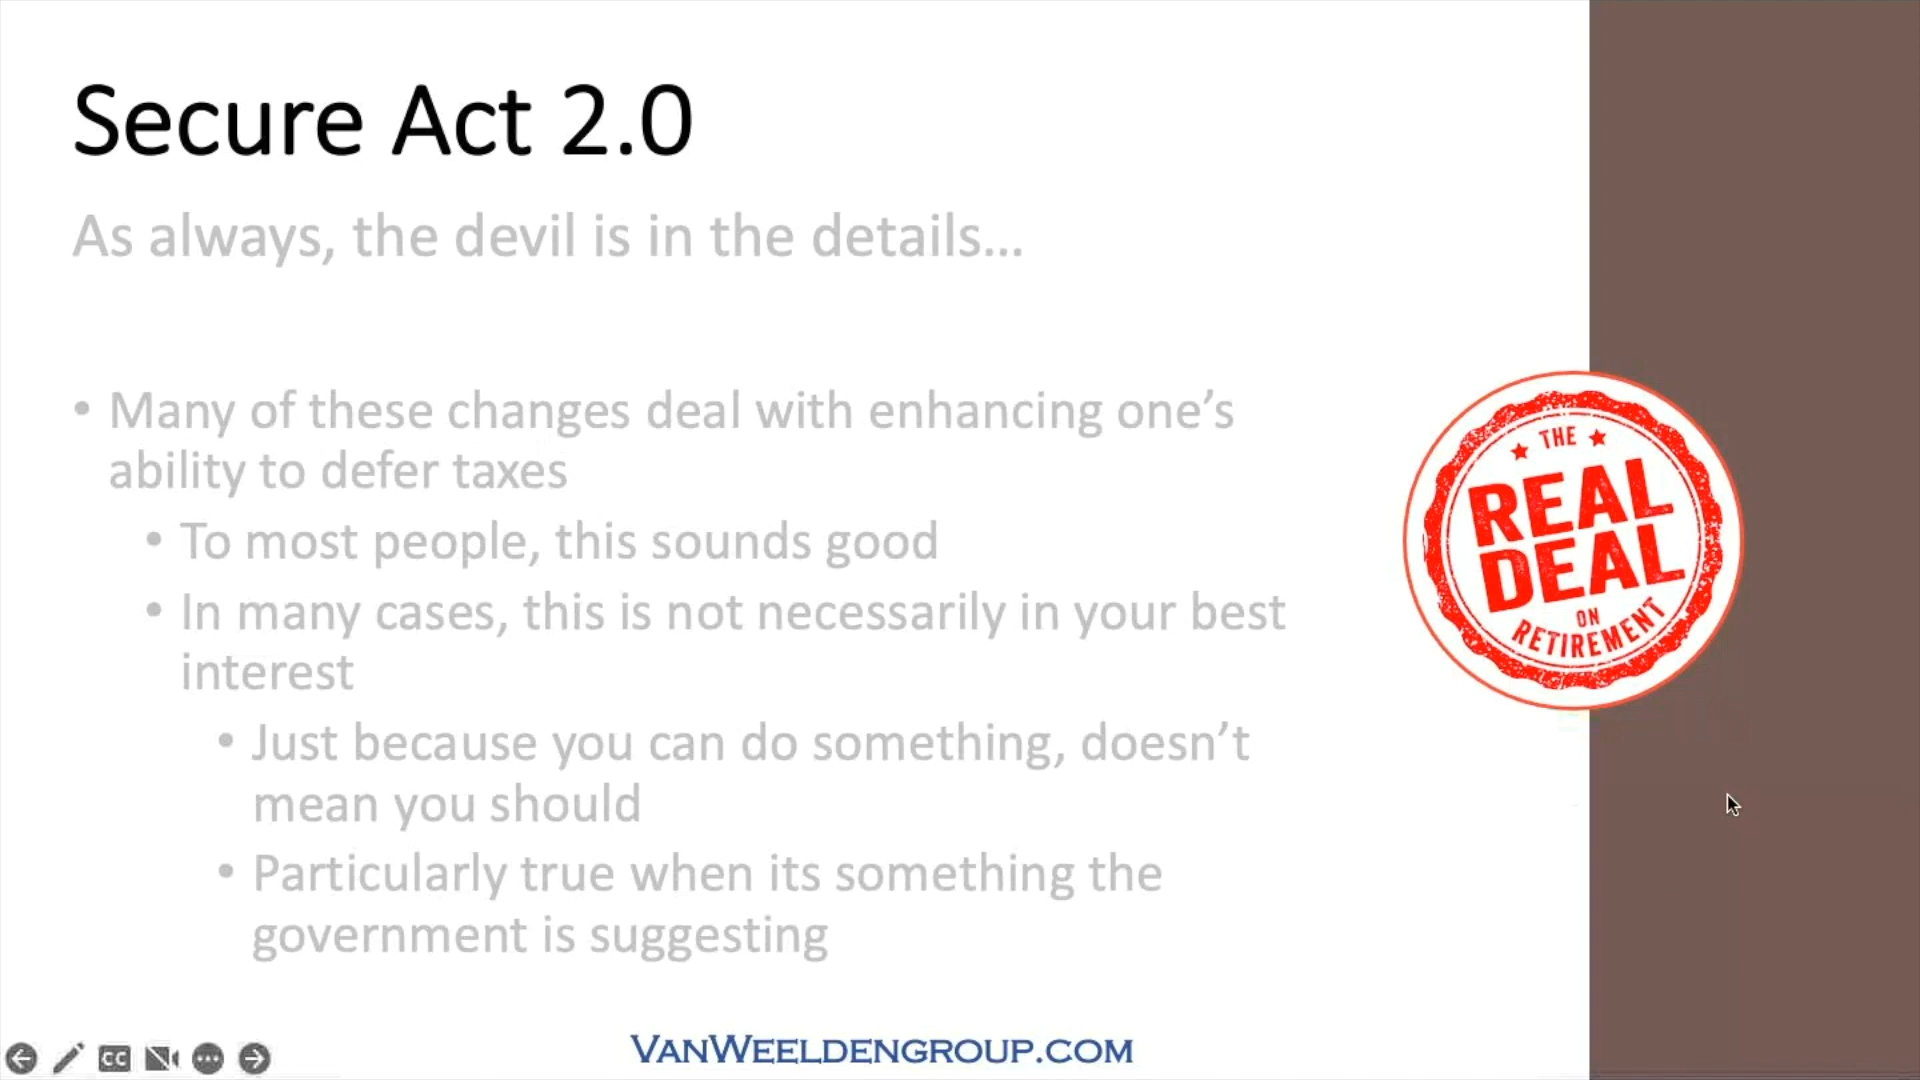 Secure Act 2.0
As always, the devil is in the details…
• Many of these changes deal with enhancing one’s
ability to defer taxes
• To most people, this sounds good
• In many cases, this is not necessarily in your best
interest
• Just because you can do something, doesn’t
mean you should
• Particularly true when its something the
government is suggesting
THE
REAL
DEAL
ON
RETIREMENT
CC
VANWEELDENGROUP.COM